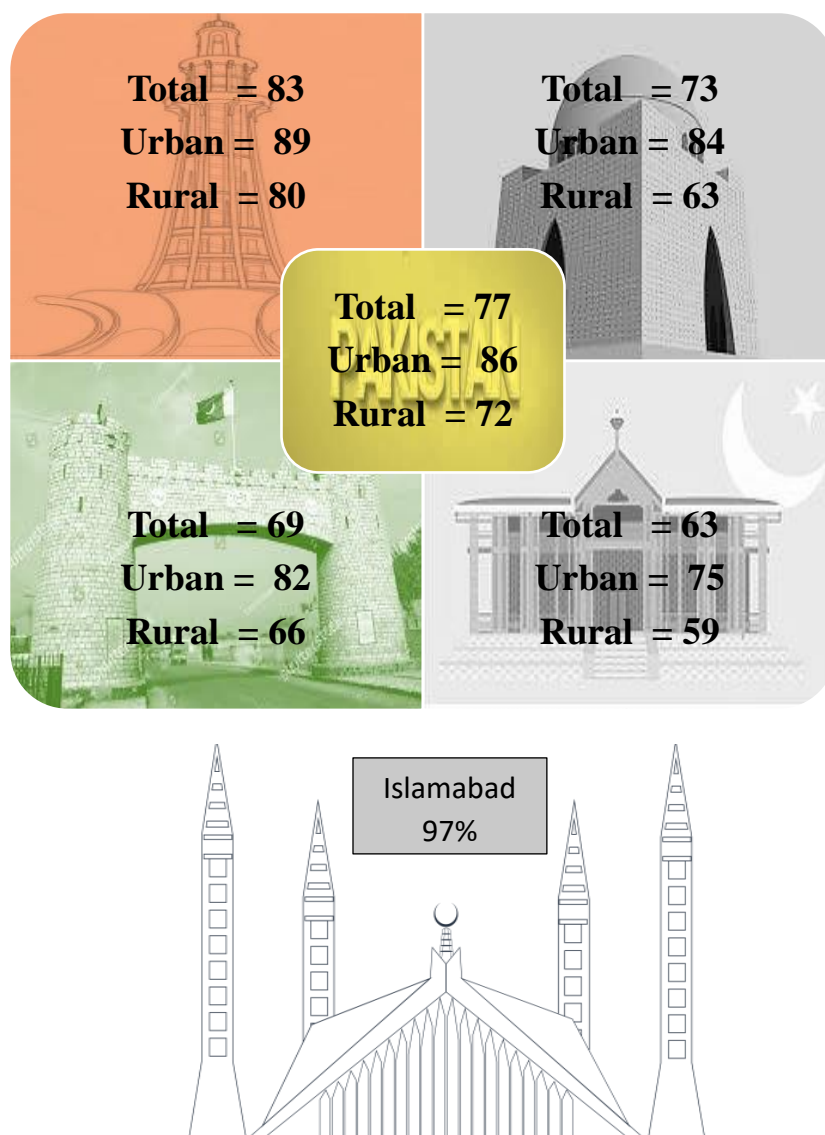 Total = 83
Urban = 89
Rural = 80
Total = 73
Urban = 84
Rural = 63
Total = 77
Urban = 86
Rural = 72
PAKISTAN
Total = 69
Urban = 82
Rural = 66
Total = 63
Urban = 75
Rural = 59
Islamabad
97%